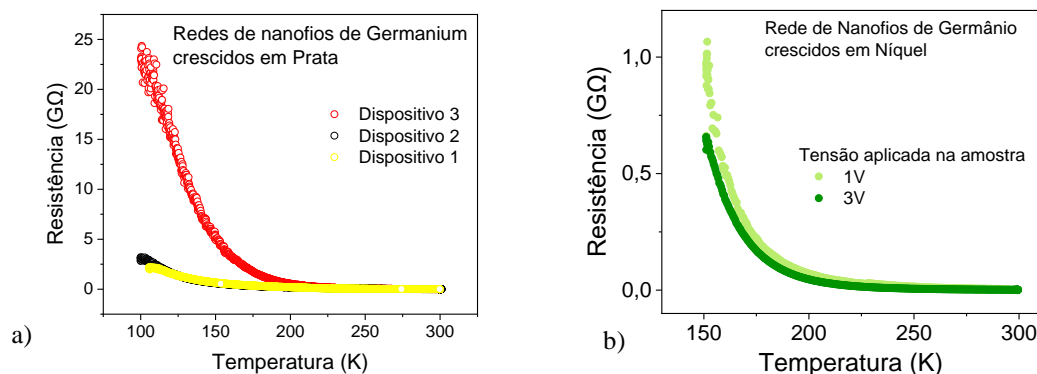 Redes de nanofios de Germanium
crescidos em Prata
Dispositivo 3
Dispositivo 2
Dispositivo 1
Resistência (GΩ)
25
20
15
10
5
0
100
150
200
250
300
Temperatura (K)
a)
Rede de Nanofios de Germânio
crescidos em Níquel
Tensão aplicada na amostra
1V
3V
Resistência (GΩ)
1,0
0,5
0,0
150
200
250
300
Temperatura (K)
b)